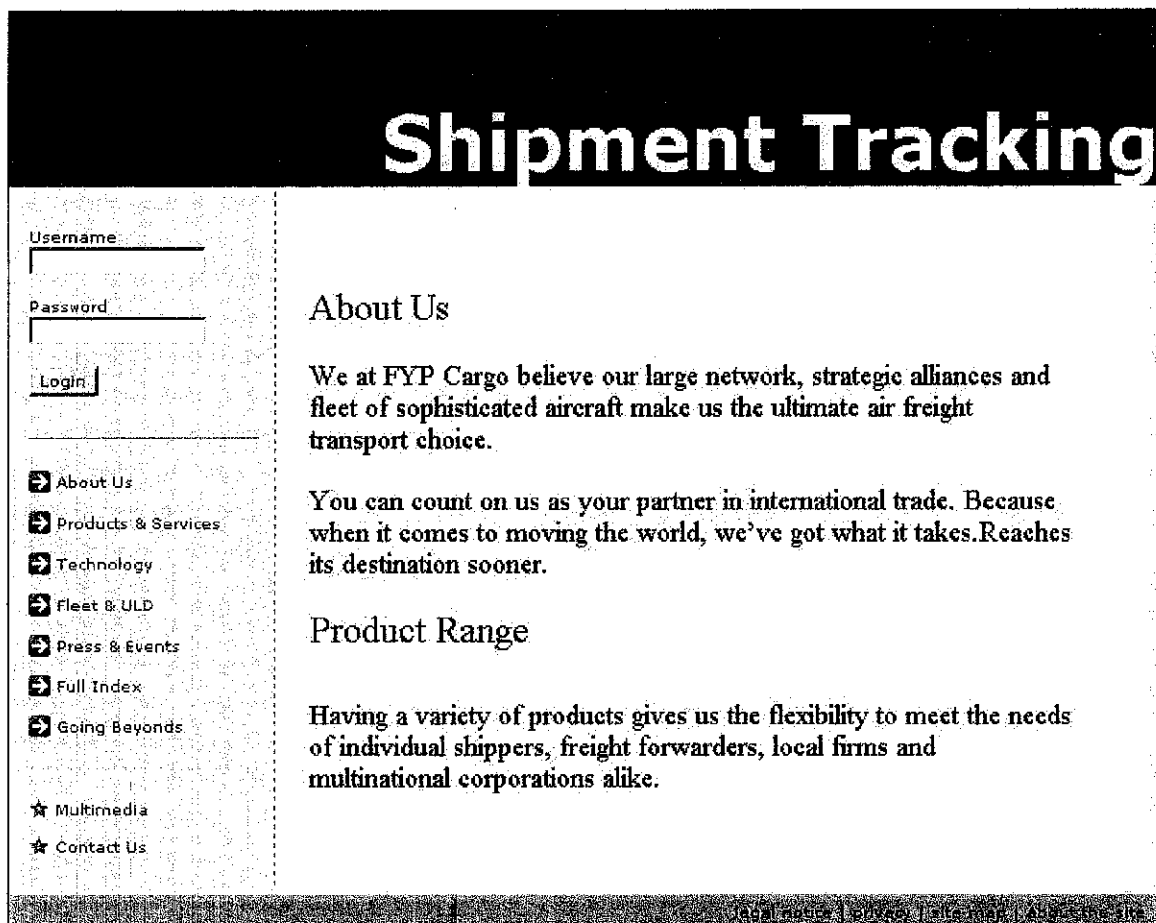 Shipment Tracking
Username
Password
Login
About Us
Products & Services
Technology
Fleet & ULD
Press & Events
Full Index
Going Beyonds
Multimedia
Contact Us
About Us
We at FYP Cargo believe our large network, strategic alliances and
fleet of sophisticated aircraft make us the ultimate air freight
transport choice.
You can count on us as your partner in international trade. Because
when it comes to moving the world, we've got what it takes.Reaches
its destination sooner.
Product Range
Having a variety of products gives us the flexibility to meet the needs
of individual shippers, freight forwarders, local firms and
multinational corporations alike.
legal notice | privacy |